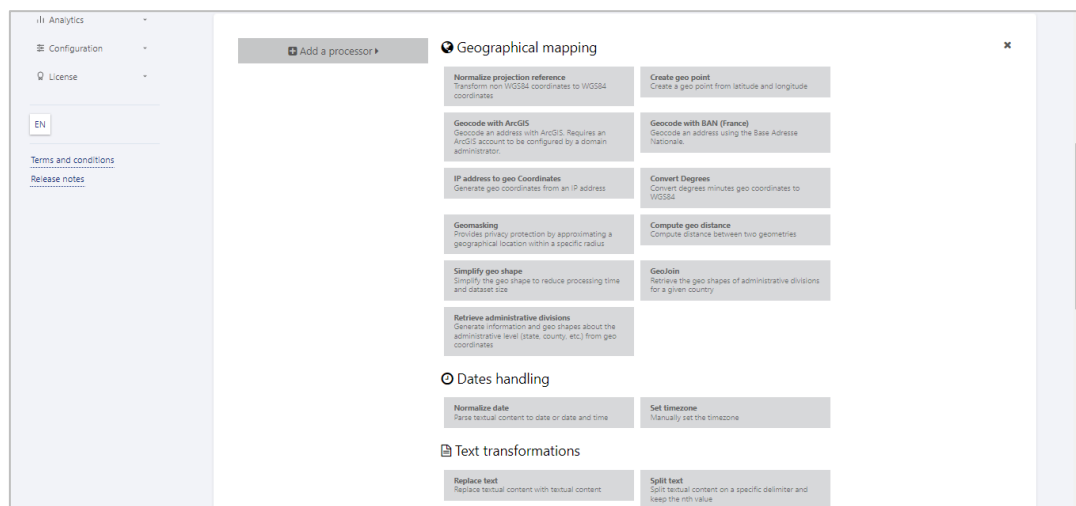 Analytics
Configuration
License
EN
Terms and conditions
Release notes
Add a processor
Geographical mapping
Normalize projection reference
Transform non WGS84 coordinates to WGS84
coordinates
Create geo point
Create a geo point from latitude and longitude
Geocode with ArcGIS
Geocode an address with ArcGIS. Requires an
ArcGIS account to be configured by a domain
administrator.
Geocode with BAN (France)
Geocode an address using the Base Adresse
Nationale.
IP address to geo Coordinates
Generate geo coordinates from an IP address
Convert Degrees
Convert degrees minutes geo coordinates to
WGS84
Geomasking
Provides privacy protection by approximating a
geographical location within a specific radius
Compute geo distance
Compute distance between two geometries
Simplify geo shape
Simplify the geo shape to reduce processing time
and dataset size
GeoJoin
Retrieve the geo shapes of administrative divisions
for a given country
Retrieve administrative divisions
Generate information and geo shapes about the
administrative level (state, county, etc.) from geo
coordinates
Dates handling
Normalize date
Parse textual content to date or date and time
Set timezone
Manually set the timezone
Text transformations
Replace text
Replace textual content with textual content
Split text
Split textual content on a specific delimiter and
keep the nth value